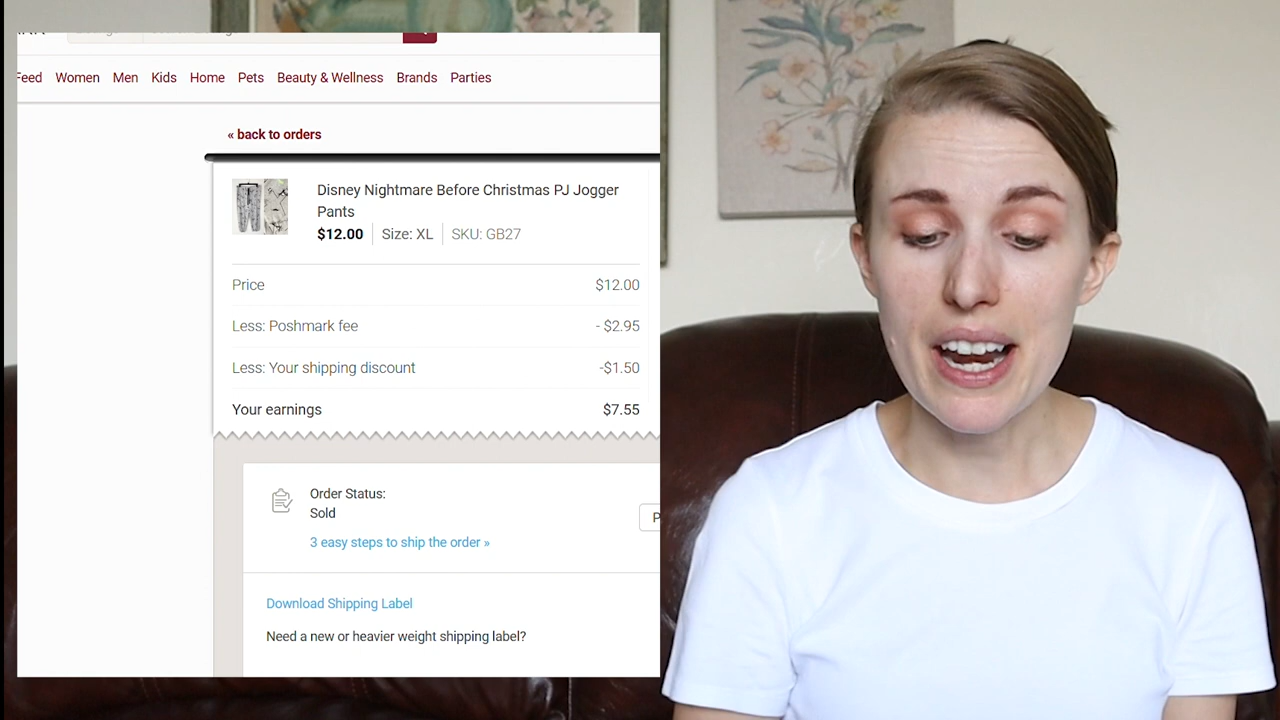 Feed Women Men Kids Home Pets Beauty & Wellness Brands Parties
« back to orders
Disney Nightmare Before Christmas PJ Jogger
Pants
$12.00 Size: XL SKU: GB27
Price $12.00
Less: Poshmark fee - $2.95
Less: Your shipping discount -$1.50
Your earnings $7.55
Order Status:
Sold
P
3 easy steps to ship the order »
Download Shipping Label
Need a new or heavier weight shipping label?